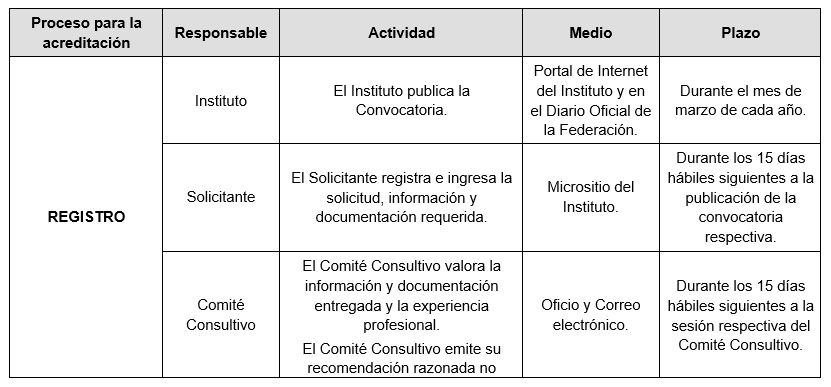 Proceso para la
acreditación
Responsable
Actividad
Medio
Plazo
REGISTRO
Instituto
El Instituto publica la
Convocatoria.
Portal de Internet
del Instituto y en
el Diario Oficial de
la Federación.
Durante el mes de
marzo de cada año.
Solicitante
El Solicitante registra e ingresa la
solicitud, información y
documentación requerida.
Micrositio del
Instituto.
Durante los 15 días
hábiles siguientes a la
publicación de la
convocatoria
respectiva.
Comité
Consultivo
El Comité Consultivo valora la
información y documentación
entregada y la experiencia
profesional.
El Comité Consultivo emite su
recomendación razonada no
Oficio y Correo
electrónico.
Durante los 15 días
hábiles siguientes a la
sesión respectiva del
Comité Consultivo.